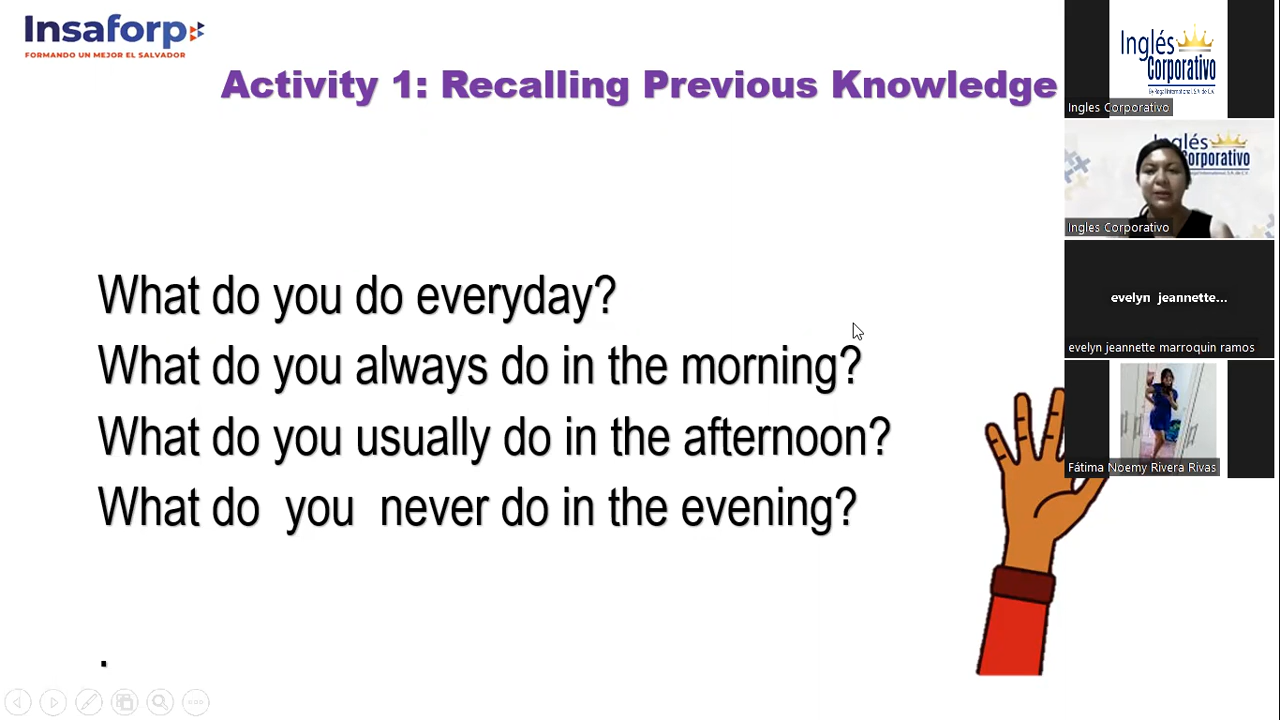 Insaforp
FORMANDO UN MEJOR EL SALVADOR
Activity 1: Recalling Previous Knowledge
What do you do everyday?
What do you always do in the morning?
What do you usually do in the afternoon?
What do  you  never do in the evening?
.
Inglés
Corporativo
Ingles Corporativo
Inglés
Corporativo
Ingles Corporativo
evelyn jeannette...
evelyn jeannette marroquin ramos
Fátima Noemy Rivera Rivas